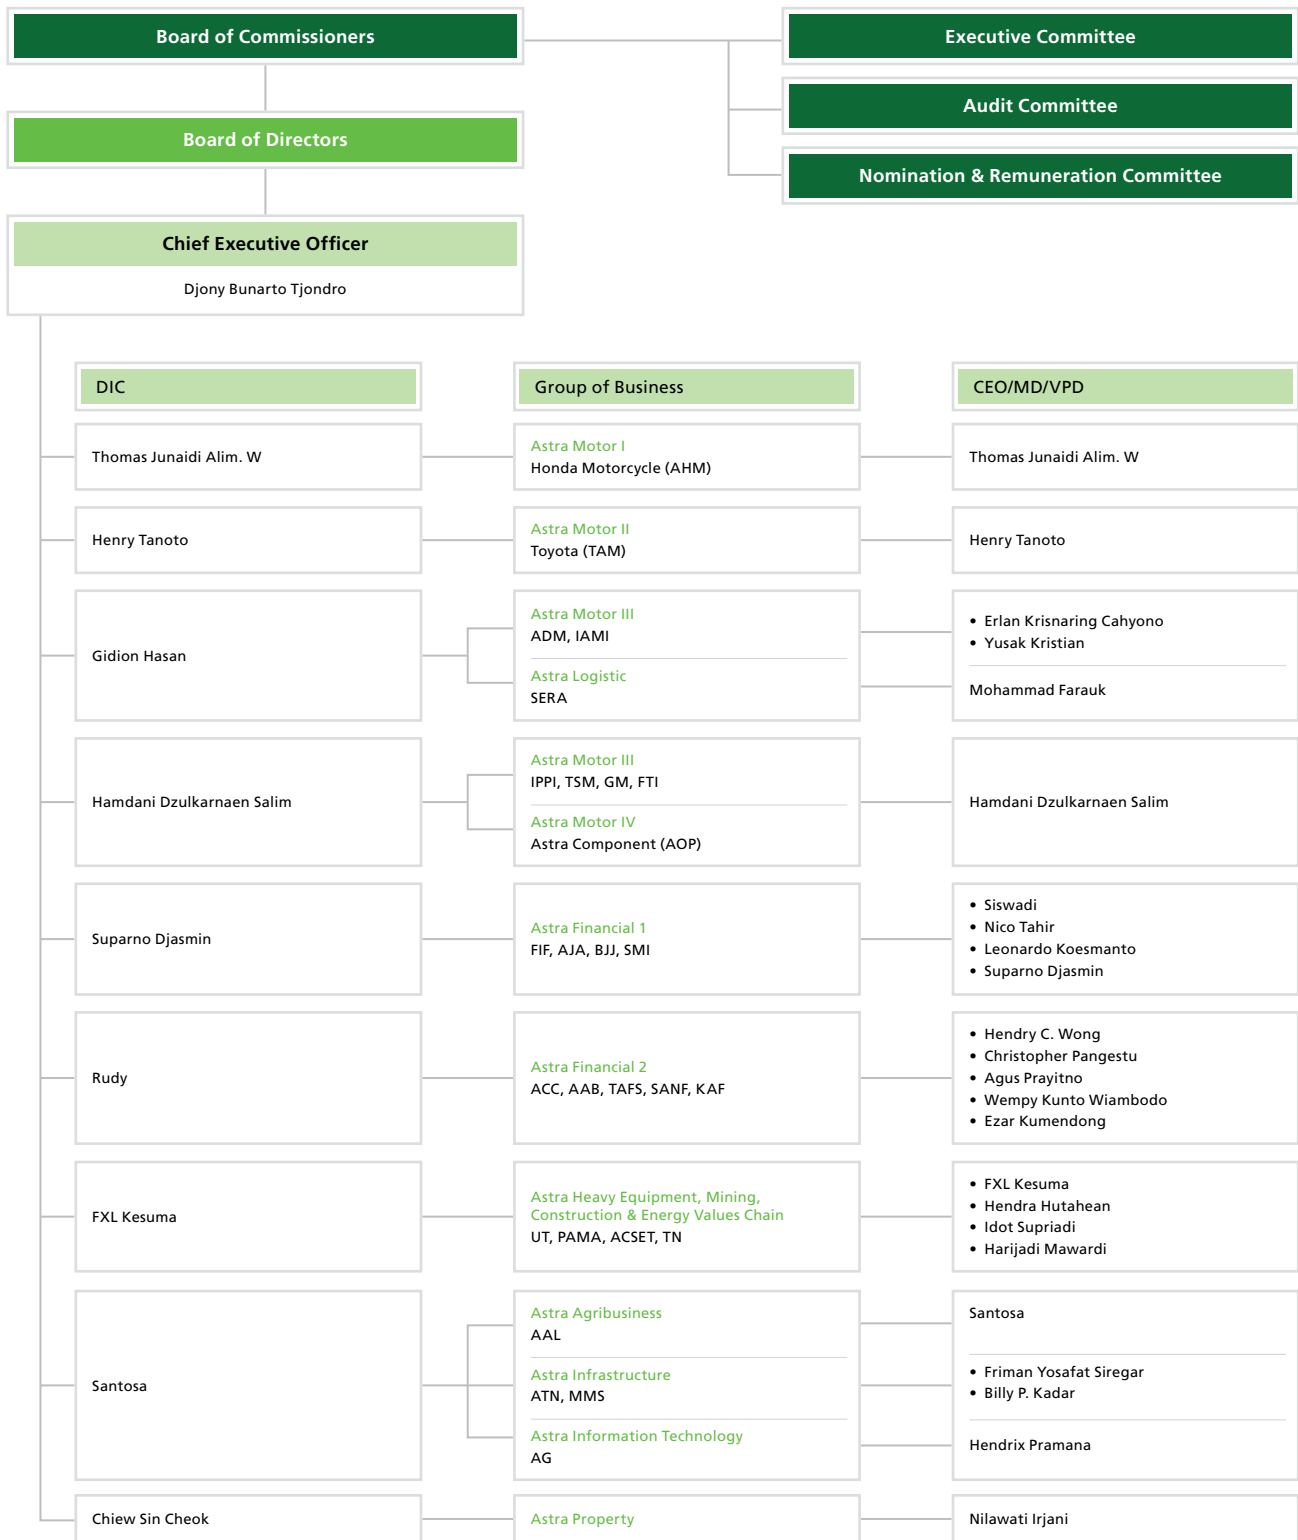 Board of Commissioners
Executive Committee
Audit Committee
Board of Directors
Nomination & Remuneration Committee
Chief Executive Officer
Djony Bunarto Tjondro
DIC
Group of Business
CEO/MD/VPD
Thomas Junaidi Alim. W
Astra Motor I
Honda Motorcycle (AHM)
Thomas Junaidi Alim. W
Henry Tanoto
Astra Motor II
Toyota (TAM)
Henry Tanoto
Gidion Hasan
Astra Motor III
ADM, IAMI
Astra Logistic
SERA
• Erlan Krisnaring Cahyono
• Yusak Kristian
Mohammad Farauk
Hamdani Dzulkarnaen Salim
Astra Motor III
IPPI, TSM, GM, FTI
Astra Motor IV
Astra Component (AOP)
Hamdani Dzulkarnaen Salim
Suparno Djasmin
Astra Financial 1
FIF, AJA, BJJ, SMI
• Siswadi
• Nico Tahir
• Leonardo Koesmanto
• Suparno Djasmin
Rudy
Astra Financial 2
ACC, AAB, TAFS, SANF, KAF
• Hendry C. Wong
• Christopher Pangestu
• Agus Prayitno
• Wempy Kunto Wiambodo
• Ezar Kumendong
FXL Kesuma
Astra Heavy Equipment, Mining,
Construction & Energy Values Chain
UT, PAMA, ACSET, TN
• FXL Kesuma
• Hendra Hutahean
• Idot Supriadi
• Harijadi Mawardi
Santosa
Astra Agribusiness
AAL
Astra Infrastructure
ATN, MMS
Astra Information Technology
AG
Santosa
• Friman Yosafat Siregar
• Billy P. Kadar
Hendrix Pramana
Chiew Sin Cheok
Astra Property
Nilawati Irjani